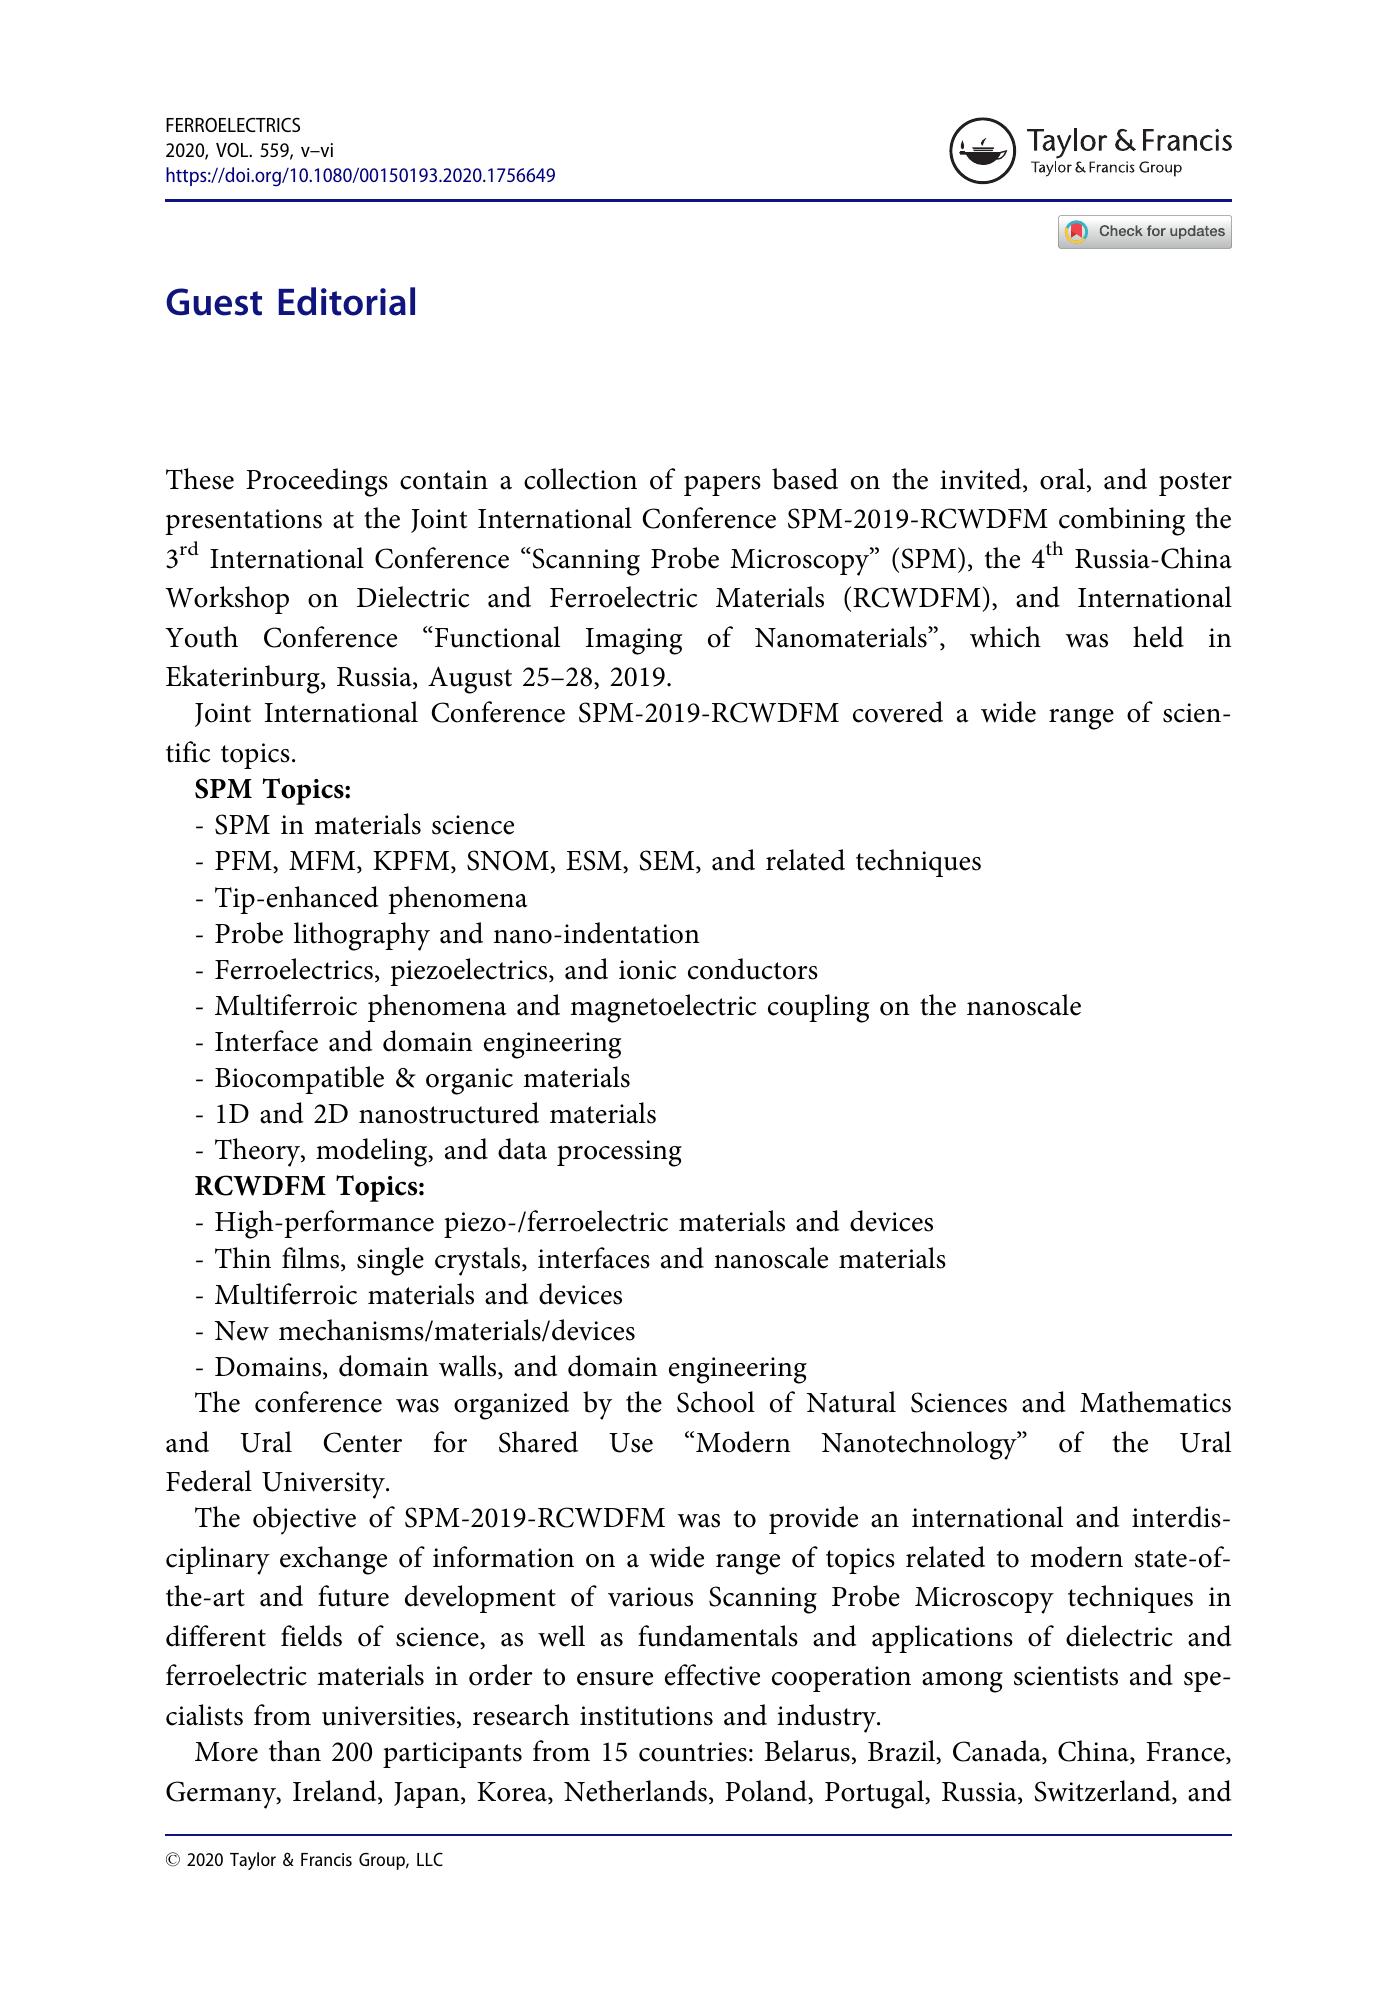 FERROELECTRICS
2020, VOL. 559, v–vi
https://doi.org/10.1080/00150193.2020.1756649
Taylor & Francis
Taylor & Francis Group
Check for updates
Guest Editorial
These Proceedings contain a collection of papers based on the invited, oral, and poster
presentations at the Joint International Conference SPM-2019-RCWDFM combining the
3rd International Conference “Scanning Probe Microscopy” (SPM), the 4th Russia-China
Workshop on Dielectric and Ferroelectric Materials (RCWDFM), and International
Youth Conference “Functional Imaging of Nanomaterials”, which was held in
Ekaterinburg, Russia, August 25–28, 2019.
Joint International Conference SPM-2019-RCWDFM covered a wide range of scien-
tific topics.
SPM Topics:
- SPM in materials science
- PFM, MFM, KPFM, SNOM, ESM, SEM, and related techniques
- Tip-enhanced phenomena
- Probe lithography and nano-indentation
- Ferroelectrics, piezoelectrics, and ionic conductors
- Multiferroic phenomena and magnetoelectric coupling on the nanoscale
- Interface and domain engineering
- Biocompatible & organic materials
- 1D and 2D nanostructured materials
- Theory, modeling, and data processing
RCWDFM Topics:
- High-performance piezo-/ferroelectric materials and devices
- Thin films, single crystals, interfaces and nanoscale materials
- Multiferroic materials and devices
- New mechanisms/materials/devices
- Domains, domain walls, and domain engineering
The conference was organized by the School of Natural Sciences and Mathematics
and Ural Center for Shared Use “Modern Nanotechnology” of the Ural
Federal University.
The objective of SPM-2019-RCWDFM was to provide an international and interdis-
ciplinary exchange of information on a wide range of topics related to modern state-of-
the-art and future development of various Scanning Probe Microscopy techniques in
different fields of science, as well as fundamentals and applications of dielectric and
ferroelectric materials in order to ensure effective cooperation among scientists and spe-
cialists from universities, research institutions and industry.
More than 200 participants from 15 countries: Belarus, Brazil, Canada, China, France,
Germany, Ireland, Japan, Korea, Netherlands, Poland, Portugal, Russia, Switzerland, and
© 2020 Taylor & Francis Group, LLC